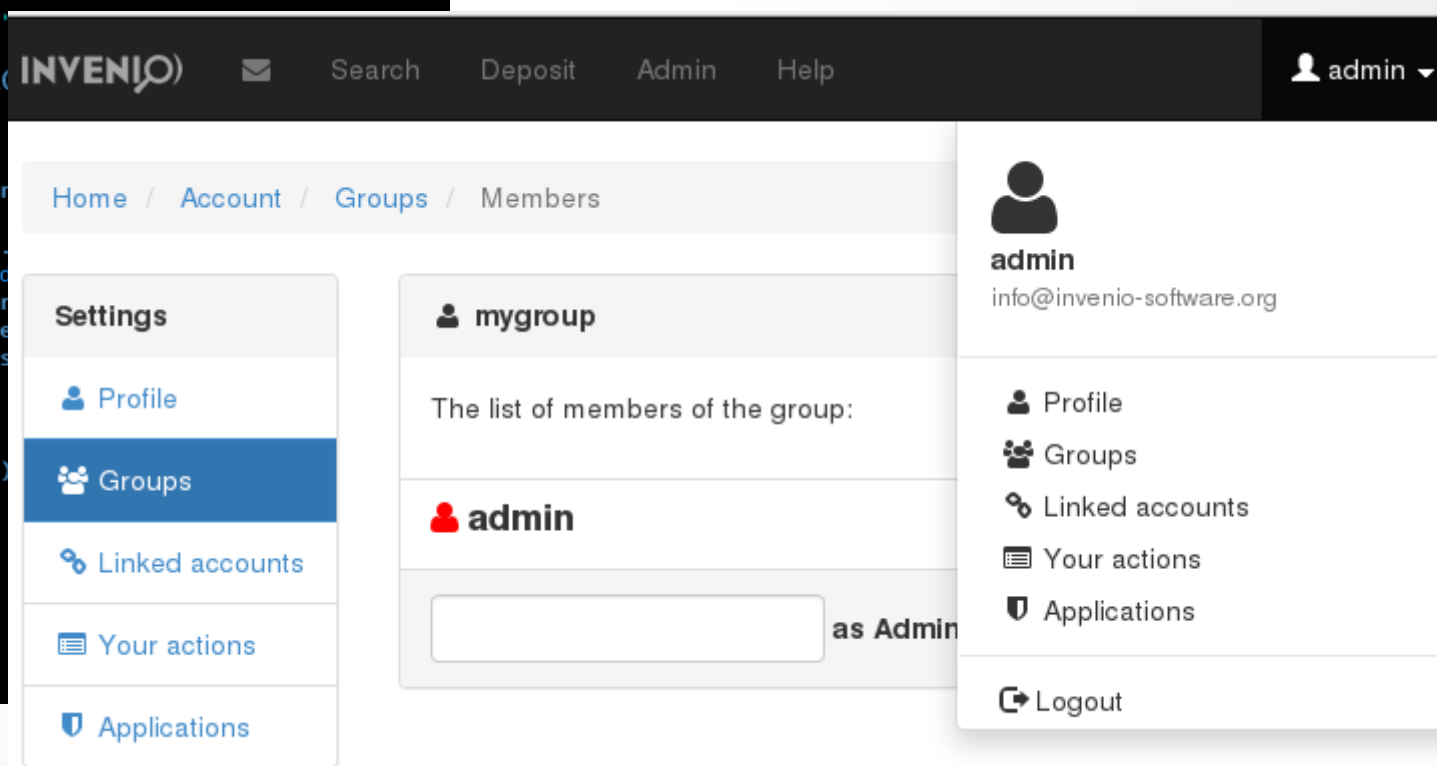 INVENIO
Search Deposit Admin Help
admin
Home / Account / Groups / Members
Settings
Profile
Groups
Linked accounts
Your actions
Applications
mygroup
The list of members of the group:
admin
as Admin
admin
info@invenio-software.org
Profile
Groups
Linked accounts
Your actions
Applications
Logout